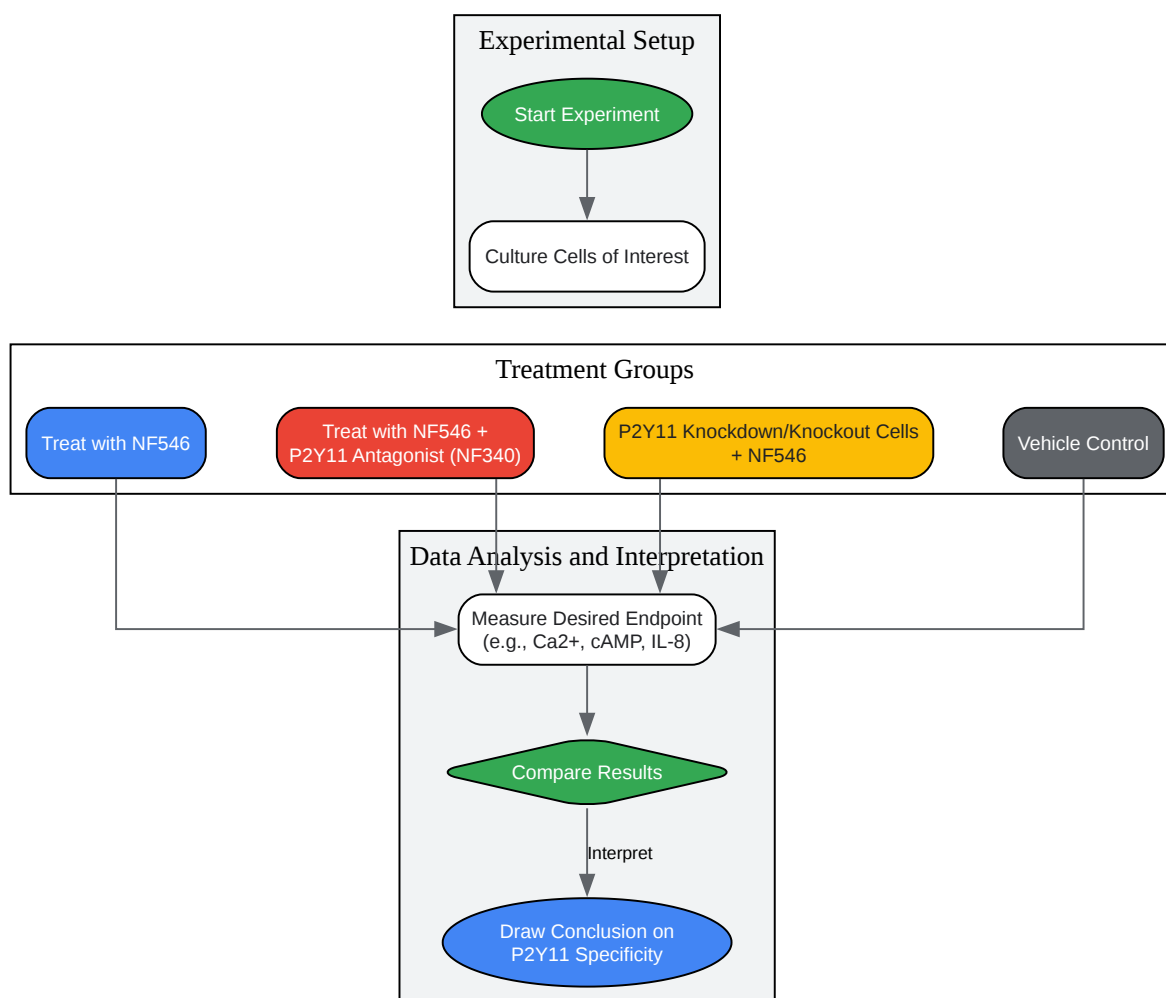 Experimental Setup
Start Experiment
Culture Cells of Interest
Treatment Groups
Treat with NF546
Treat with NF546 +
P2Y11 Antagonist (NF340)
P2Y11 Knockdown/Knockout Cells
+ NF546
Vehicle Control
Data Analysis and Interpretation
Measure Desired Endpoint
(e.g., Ca2+, cAMP, IL-8)
Compare Results
Interpret
Draw Conclusion on
P2Y11 Specificity